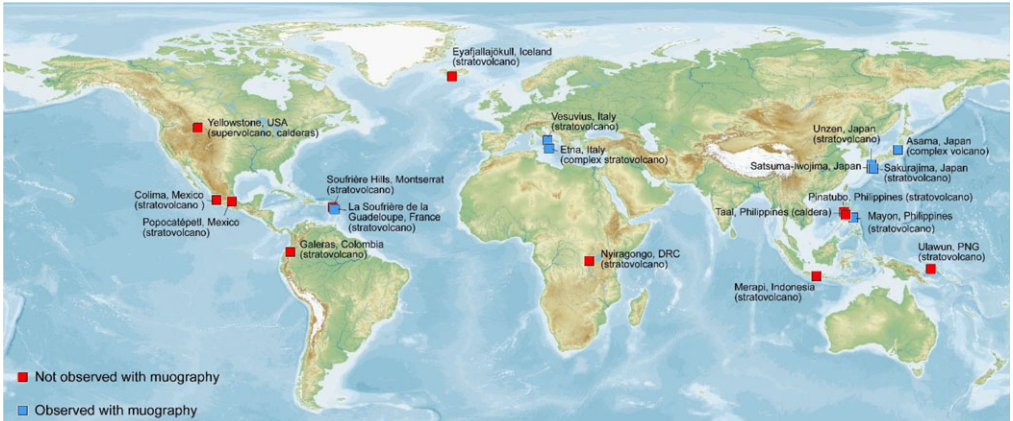 Eyafjallajökull, Iceland
(stratovolcano)
Yellowstone, USA
(supervolcano, calderas)
Vesuvius, Italy
(stratovolcano)
Etna, Italy
(complex stratovolcano)
Unzen, Japan
(stratovolcano)
Asama, Japan
(complex volcano)
Satsuma-Iwojima, Japan
Sakurajima, Japan
(stratovolcano)
Soufrière Hills, Montserrat
(stratovolcano)
La Soufrière de la
Guadeloupe, France
(stratovolcano)
Colima, Mexico
(stratovolcano )
Popocatépetl, Mexico
(stratovolcano)
Pinatubo, Philippines (stratovolcano)
Taal, Philippines (caldera)
Mayon, Philippines
(stratovolcano)
Galeras, Colombia
(stratovolcano)
Nyiragongo, DRC
(stratovolcano)
Ulawun, PNG
(stratovolcano)
Merapi, Indonesia
(stratovolcano)
Not observed with muography
Observed with muography